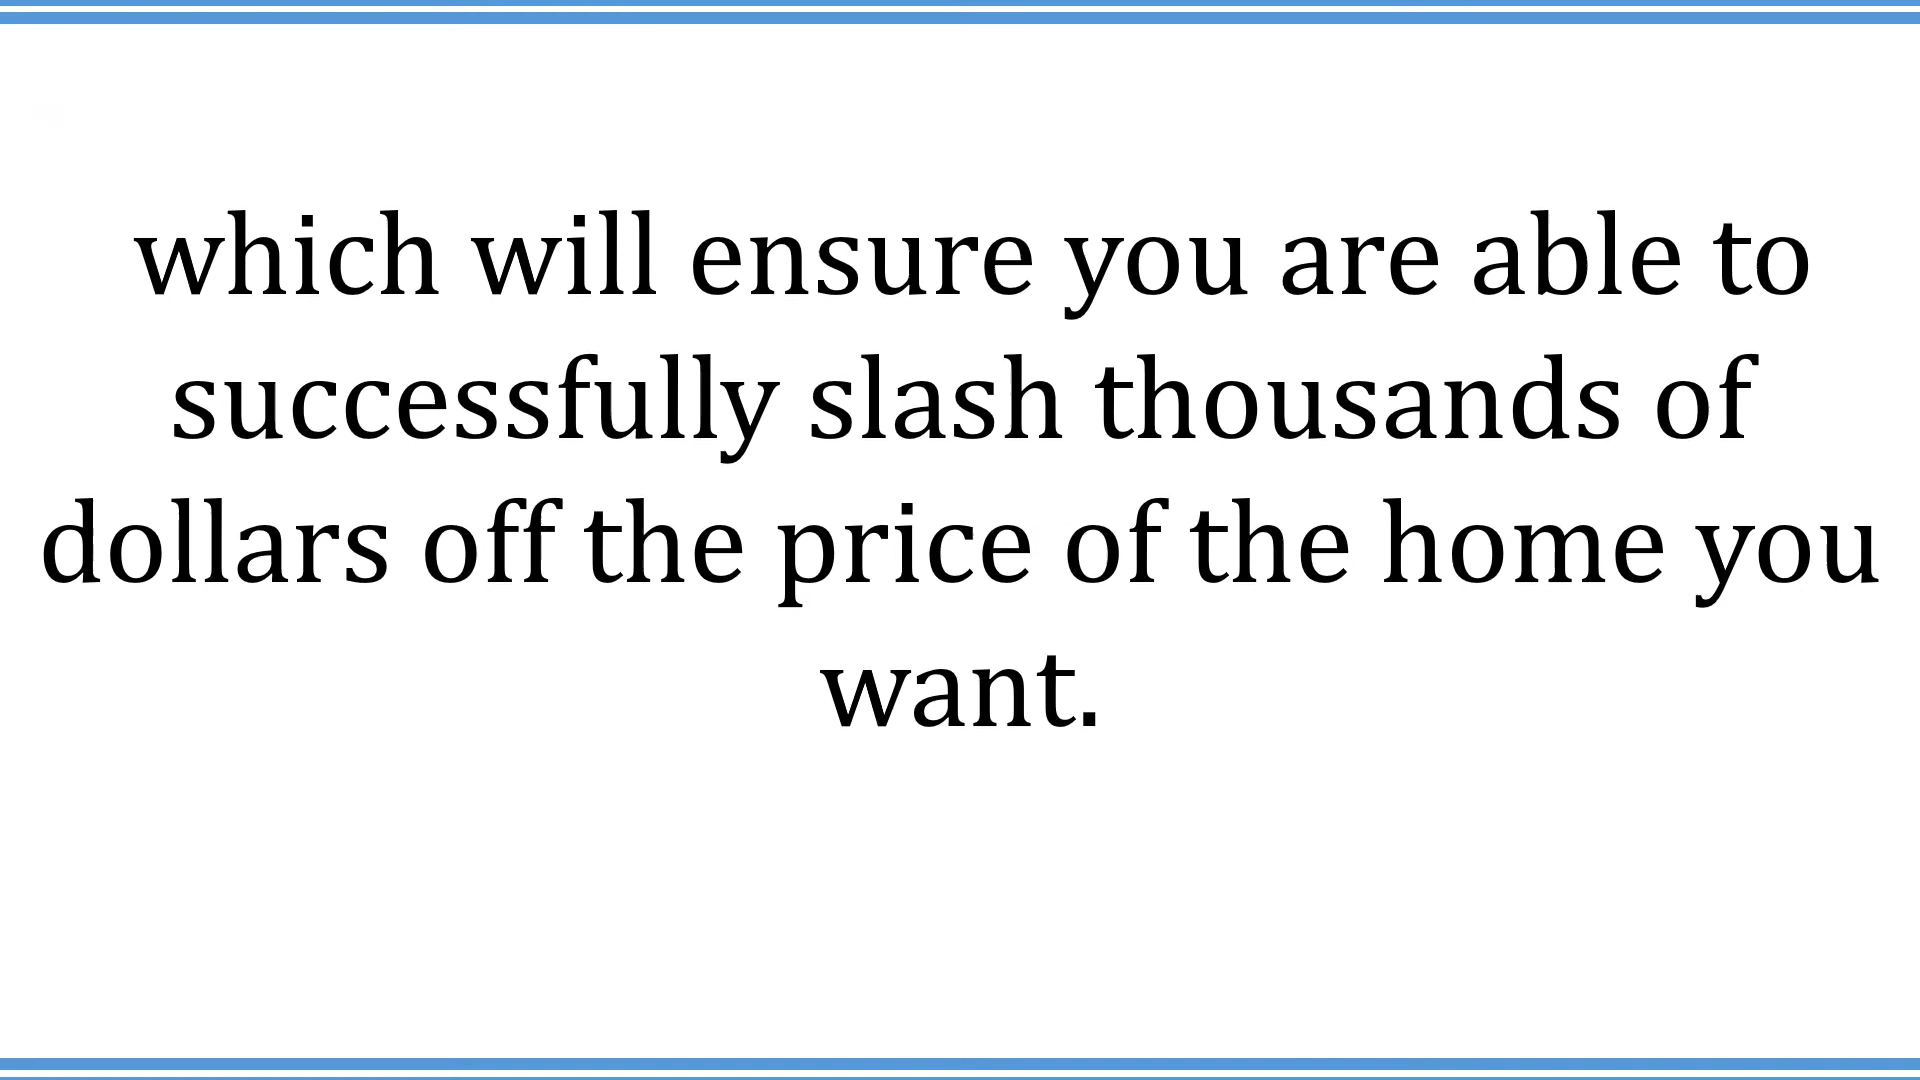 which will ensure you are able to
successfully slash thousands of
dollars off the price of the home you
want.